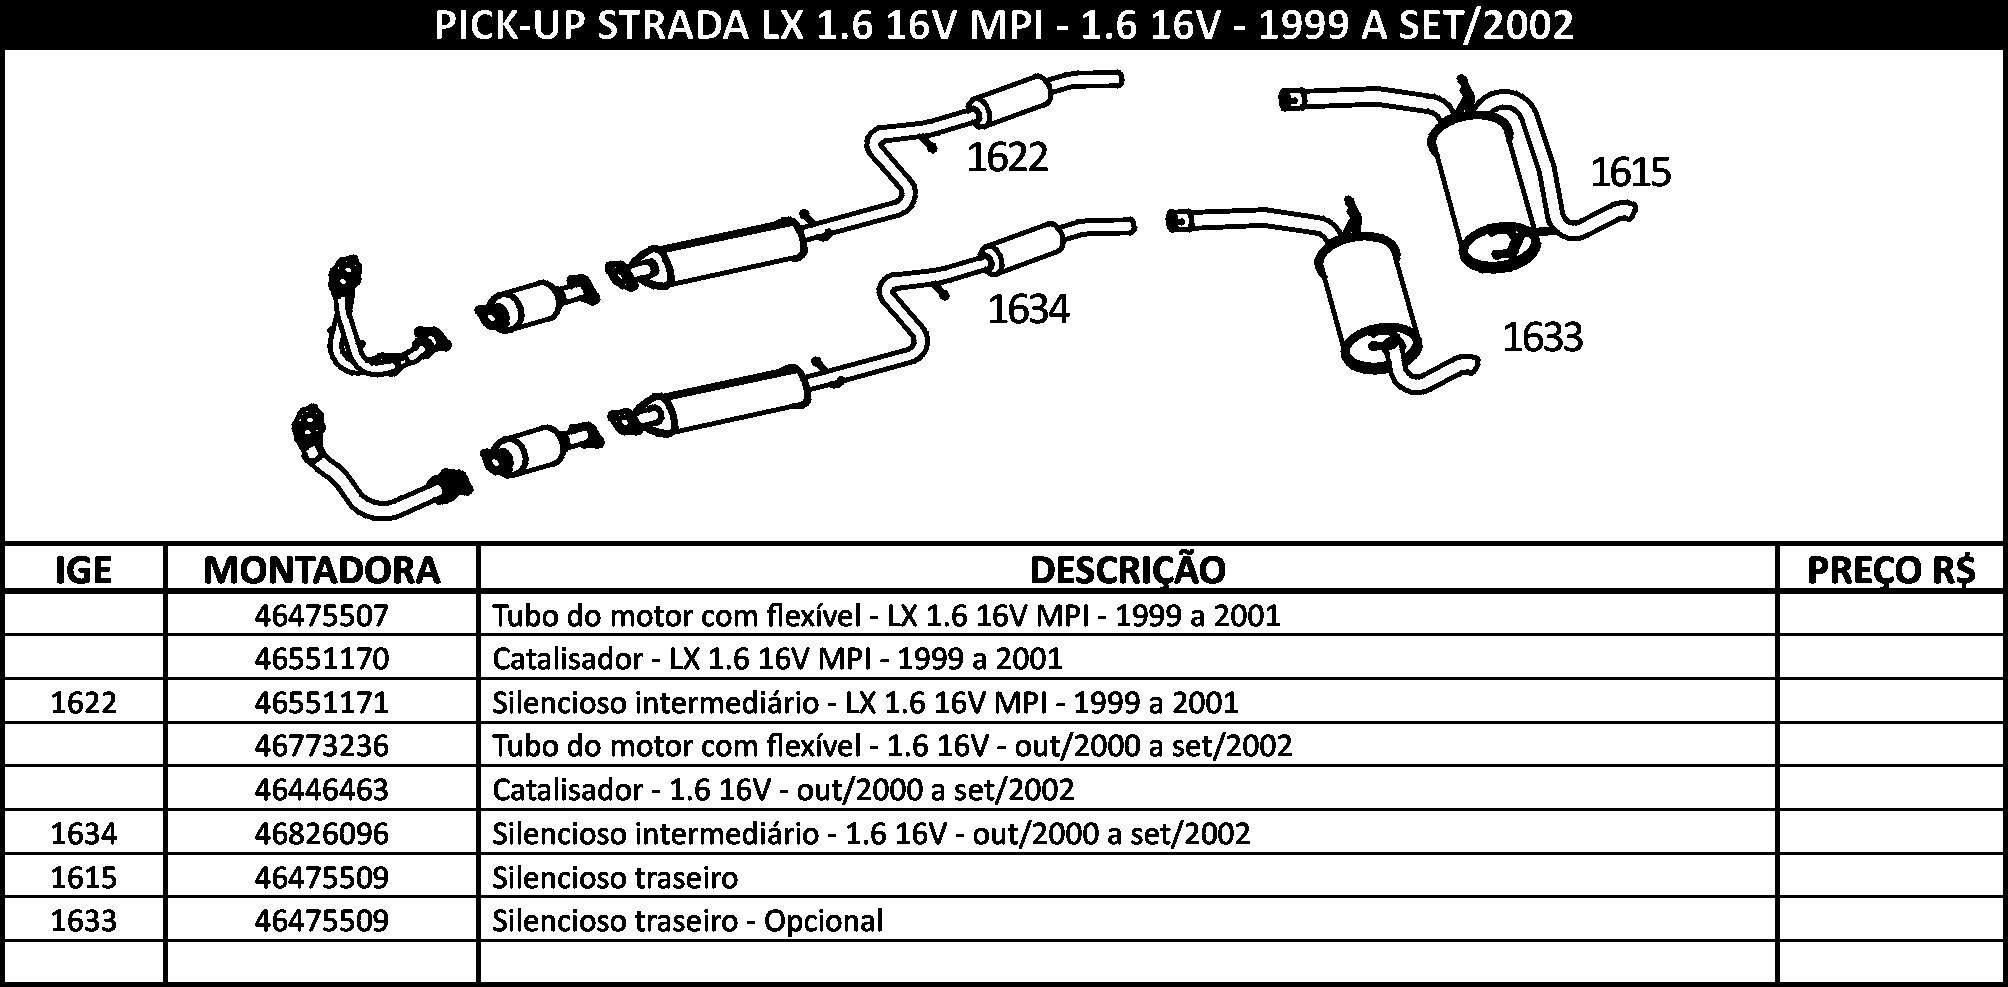 PICK-UP STRADA LX 1.6 16V MPI - 1.6 16V - 1999 A SET/2002
1622
1615
1634
1633
IGE MONTADORA DESCRIÇÃO PREÇO R$
46475507 Tubo do motor com flexível - LX 1.6 16V MPI - 1999 a 2001
46551170 Catalisador - LX 1.6 16V MPI - 1999 a 2001
1622 46551171 Silencioso intermediário - LX 1.6 16V MPI - 1999 a 2001
46773236 Tubo do motor com flexível - 1.6 16V - out/2000 a set/2002
46446463 Catalisador - 1.6 16V - out/2000 a set/2002
1634 46826096 Silencioso intermediário - 1.6 16V - out/2000 a set/2002
1615 46475509 Silencioso traseiro
1633 46475509 Silencioso traseiro - Opcional